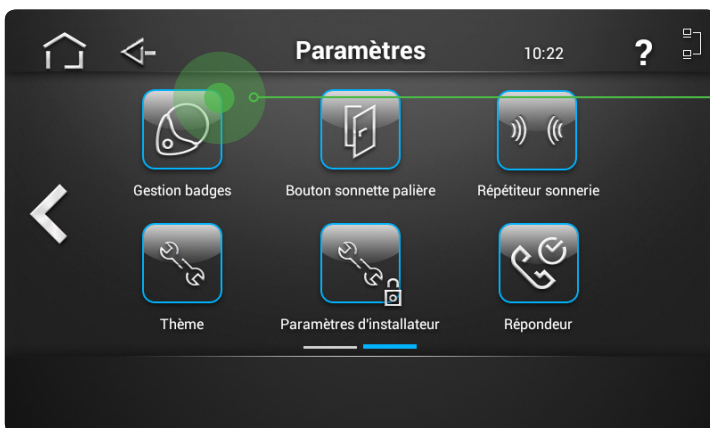 Paramètres 10:22 ?
Gestion badges Bouton sonnette palière Répétiteur sonnerie
Thème Paramètres d'installateur Répondeur